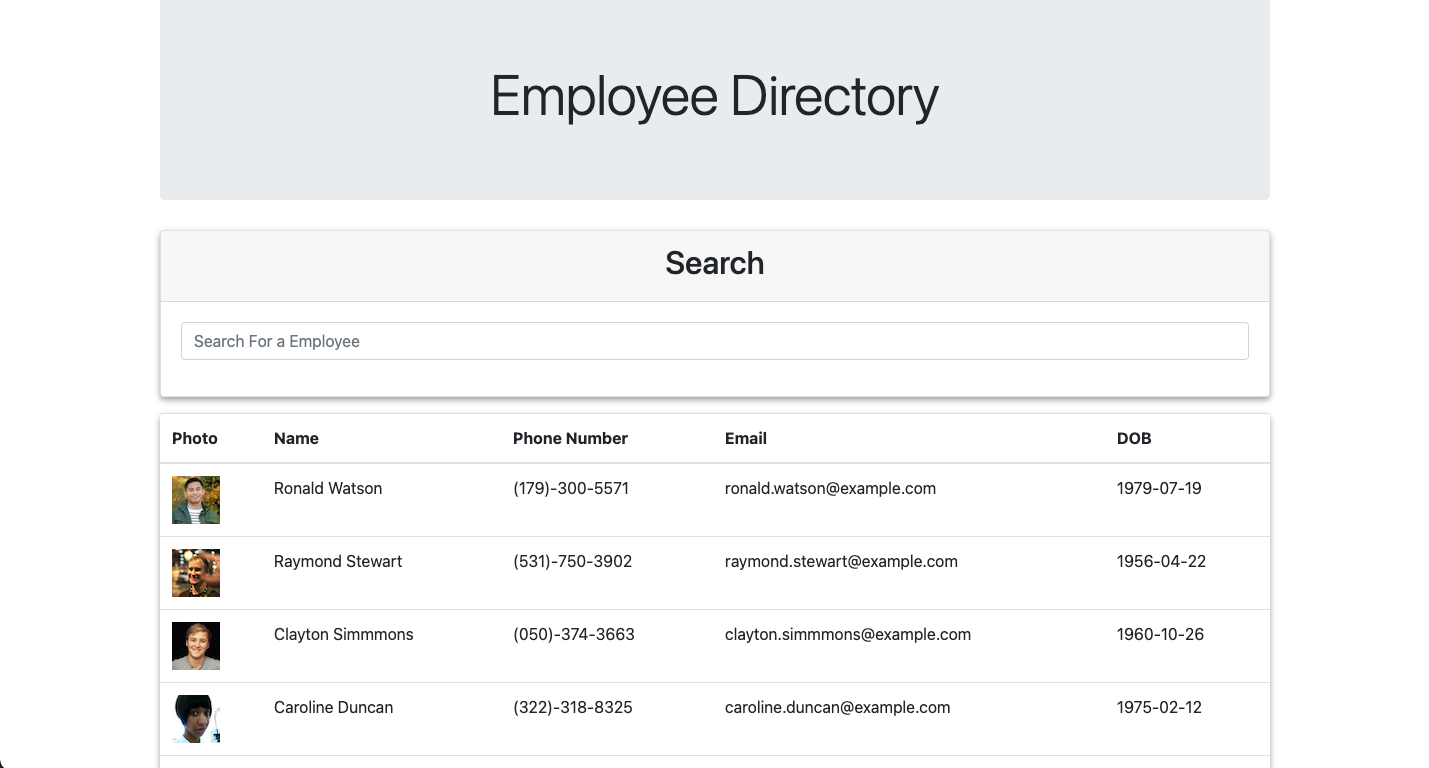 Employee Directory
Search
Search For a Employee
Photo Name Phone Number Email DOB
Ronald Watson (179)-300-5571 ronald.watson@example.com 1979-07-19
Raymond Stewart (531)-750-3902 raymond.stewart@example.com 1956-04-22
Clayton Simmmons (050)-374-3663 clayton.simmmons@example.com 1960-10-26
Caroline Duncan (322)-318-8325 caroline.duncan@example.com 1975-02-12